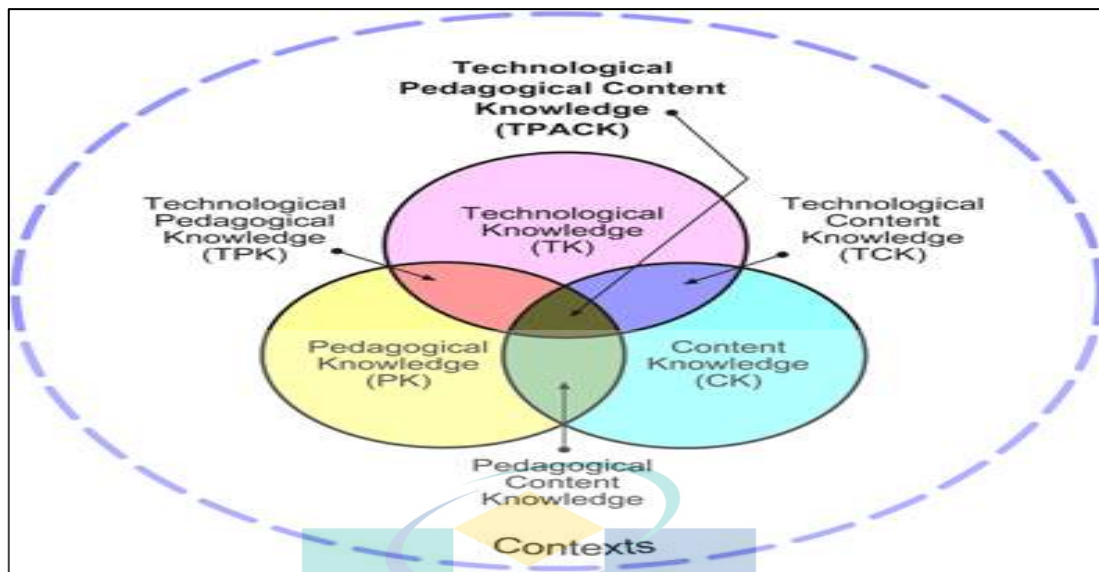 Technological
Pedagogical Content
Knowledge
(TPACK)
Technological
Pedagogical
Knowledge
(TPK)
Technological
Knowledge
(TK)
Technological
Content
Knowledge
(TCK)
Pedagogical
Knowledge
(PK)
Content
Knowledge
(CK)
Pedagogical
Content
Knowledge
Contexts